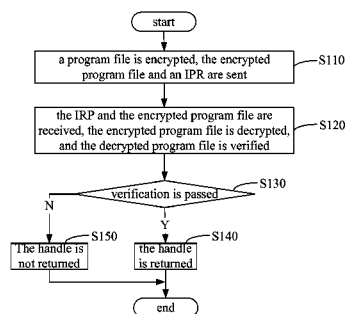 start
a program file is encrypted, the encrypted
program file and an IPR are sent
S110
the IRP and the encrypted program file are
received, the encrypted program file is decrypted,
and the decrypted program file is verified
S120
verification is passed
S130
N
Y
The handle is
not returned
S150
the handle
is returned
S140
end